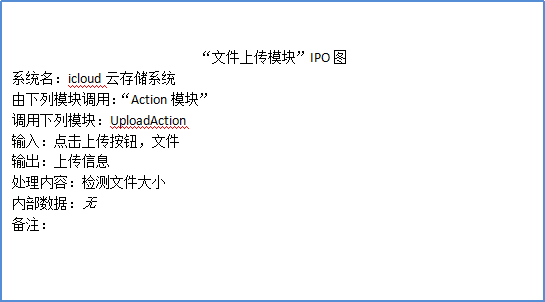 “文件上传模块”IPO 图
系统名：icloud 云存储系统
由下列模块调用：“Action 模块”
调用下列模块：UploadAction
输入：点击上传按钮，文件
输出：上传信息
处理内容：检测文件大小
内部数据：无
备注：